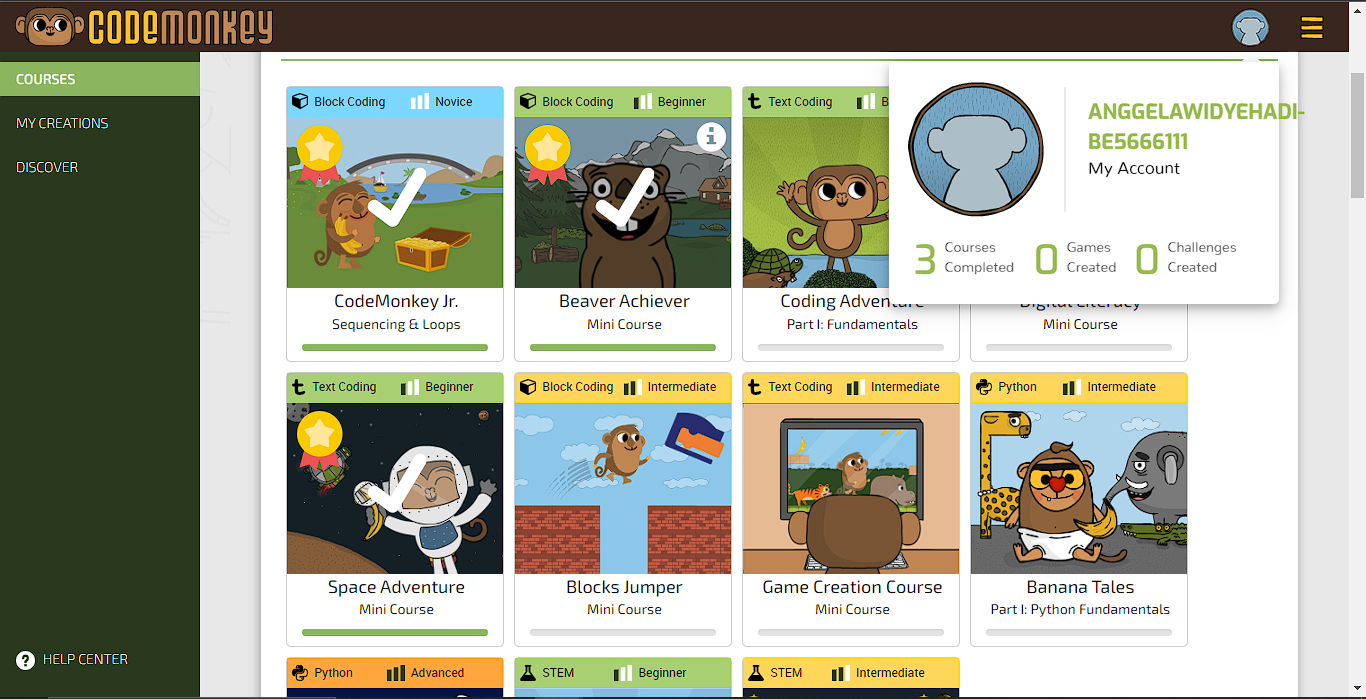 CODEMONKEY
COURSES
MY CREATIONS
DISCOVER
HELP CENTER
ANGGELAWIDYEHADI-
BE5666111
My Account
3 Courses Completed
0 Games Created
0 Challenges Created
Block Coding Novice
CodeMonkey Jr.
Sequencing & Loops
Block Coding Beginner
Beaver Achiever
Mini Course
Text Coding B
Coding Adventure
Part I: Fundamentals
Digital Literacy
Mini Course
Text Coding Beginner
Space Adventure
Mini Course
Block Coding Intermediate
Blocks Jumper
Mini Course
Text Coding Intermediate
Game Creation Course
Mini Course
Python Intermediate
Banana Tales
Part I: Python Fundamentals
Python Advanced
STEM Beginner
STEM Intermediate